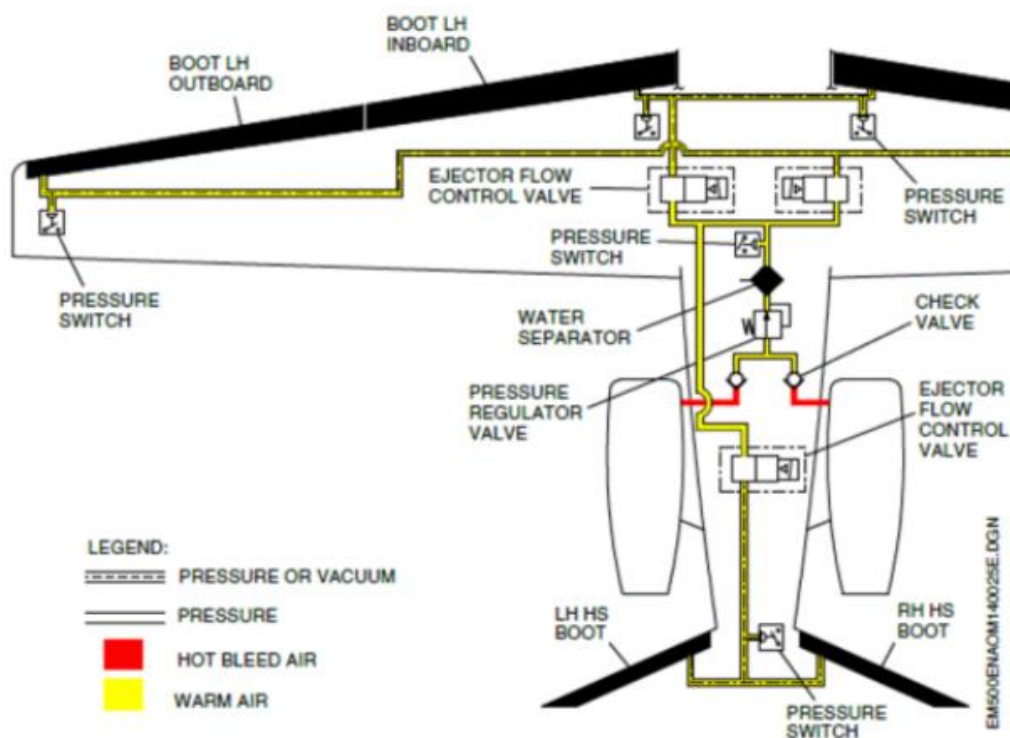 BOOT LH
INBOARD
BOOT LH
OUTBOARD
EJECTOR FLOW
CONTROL VALVE
PRESSURE
SWITCH
PRESSURE
SWITCH
PRESSURE
SWITCH
WATER
SEPARATOR
CHECK
VALVE
PRESSURE
REGULATOR
VALVE
EJECTOR
FLOW
CONTROL
VALVE
LEGEND:
PRESSURE OR VACUUM
PRESSURE
HOT BLEED AIR
WARM AIR
LH HS
BOOT
RH HS
BOOT
PRESSURE
SWITCH
EM500ENAOM140025E.DGN